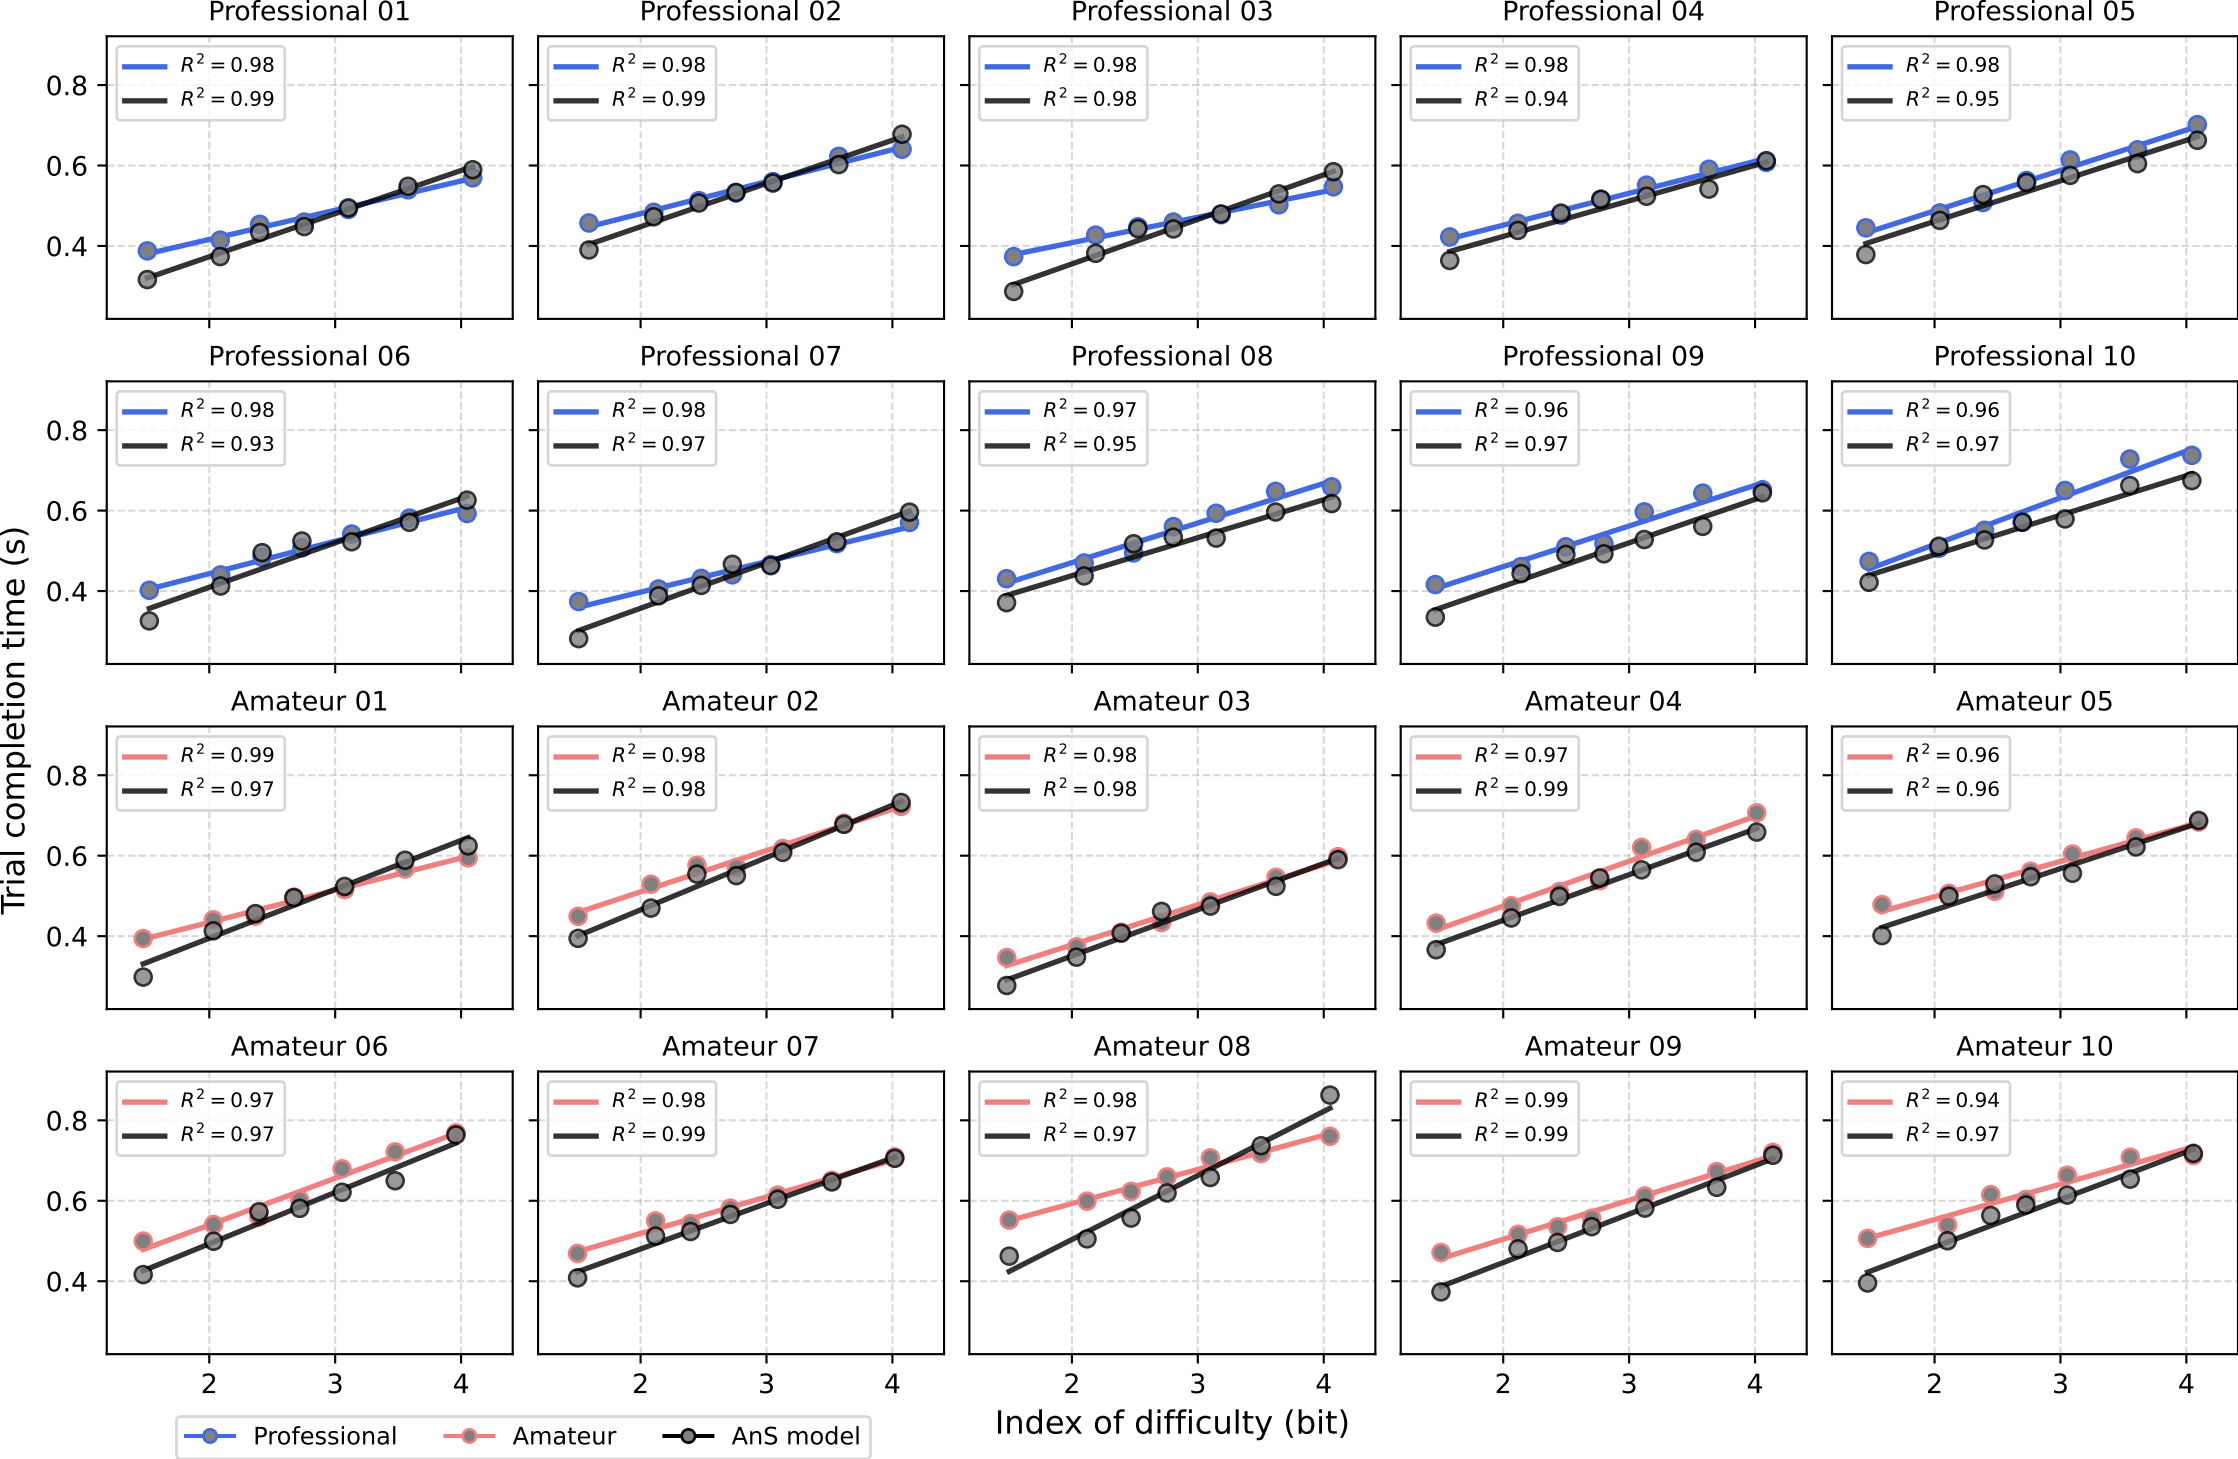 Professional 01 Professional 02 Professional 03 Professional 04 Professional 05
R² = 0.98 R² = 0.98 R² = 0.98 R² = 0.98 R² = 0.98
R² = 0.99 R² = 0.99 R² = 0.98 R² = 0.94 R² = 0.95
0.8
0.6
0.4
Professional 06 Professional 07 Professional 08 Professional 09 Professional 10
R² = 0.98 R² = 0.98 R² = 0.97 R² = 0.96 R² = 0.96
R² = 0.93 R² = 0.97 R² = 0.95 R² = 0.97 R² = 0.97
0.8
0.6
0.4
Trial completion time (s)
Amateur 01 Amateur 02 Amateur 03 Amateur 04 Amateur 05
R² = 0.99 R² = 0.98 R² = 0.98 R² = 0.97 R² = 0.96
R² = 0.97 R² = 0.98 R² = 0.98 R² = 0.99 R² = 0.96
0.8
0.6
0.4
Amateur 06 Amateur 07 Amateur 08 Amateur 09 Amateur 10
R² = 0.97 R² = 0.98 R² = 0.98 R² = 0.99 R² = 0.94
R² = 0.97 R² = 0.99 R² = 0.97 R² = 0.99 R² = 0.97
0.8
0.6
0.4
2 3 4 2 3 4 2 3 4 2 3 4 2 3 4
Index of difficulty (bit)
Professional Amateur AnS model